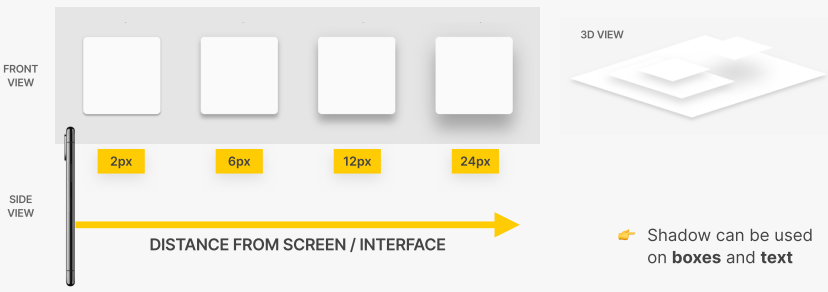 FRONT
VIEW
3D VIEW
2px
6px
12px
24px
SIDE
VIEW
DISTANCE FROM SCREEN / INTERFACE
👉 Shadow can be used
on boxes and text